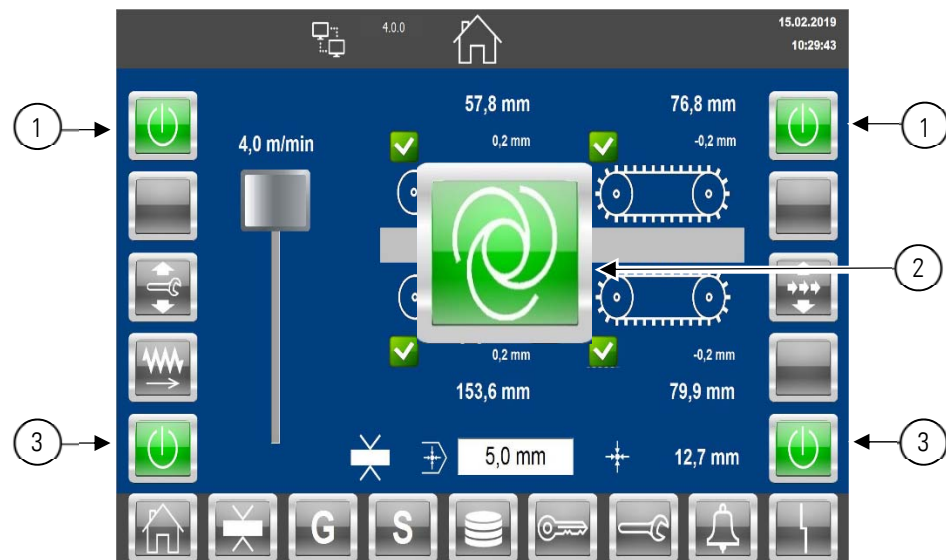 4.0.0
15.02.2019
10:29:43
57,8 mm
76,8 mm
1
1
4,0 m/min
0,2 mm
-0,2 mm
2
0,2 mm
-0,2 mm
153,6 mm
79,9 mm
3
3
5,0 mm
12,7 mm
G
S